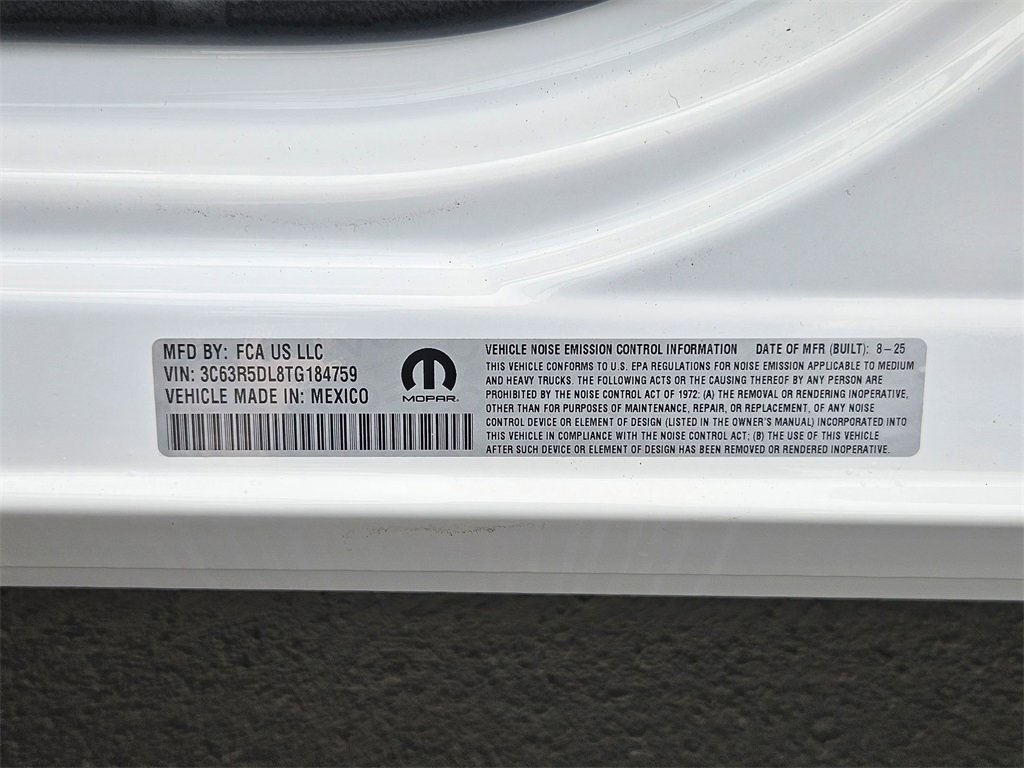 MFD BY: FCA US LLC
VIN: 3C63R5DL8TG184759
VEHICLE MADE IN: MEXICO
MOPAR®
VEHICLE NOISE EMISSION CONTROL INFORMATION DATE OF MFR (BUILT): 8-25
THIS VEHICLE CONFORMS TO U.S. EPA REGULATIONS FOR NOISE EMISSION APPLICABLE TO MEDIUM
AND HEAVY TRUCKS. THE FOLLOWING ACTS CAUSING THEREOF BY ANY PERSON ARE
PROHIBITED BY THE NOISE CONTROL ACT OF 1972: (A) THE REMOVAL OR RENDERING INOPERATIVE,
OTHER THAN FOR PURPOSES OF MAINTENANCE, REPAIR, OR REPLACEMENT, OF ANY NOISE
CONTROL DEVICE OR ELEMENT OF DESIGN (LISTED IN THE OWNER'S MANUAL) INCORPORATED INTO
THIS VEHICLE IN COMPLIANCE WITH THE NOISE CONTROL ACT; (B) THE USE OF THIS VEHICLE
AFTER SUCH DEVICE OR ELEMENT OF DESIGN HAS BEEN REMOVED OR RENDERED INOPERATIVE.